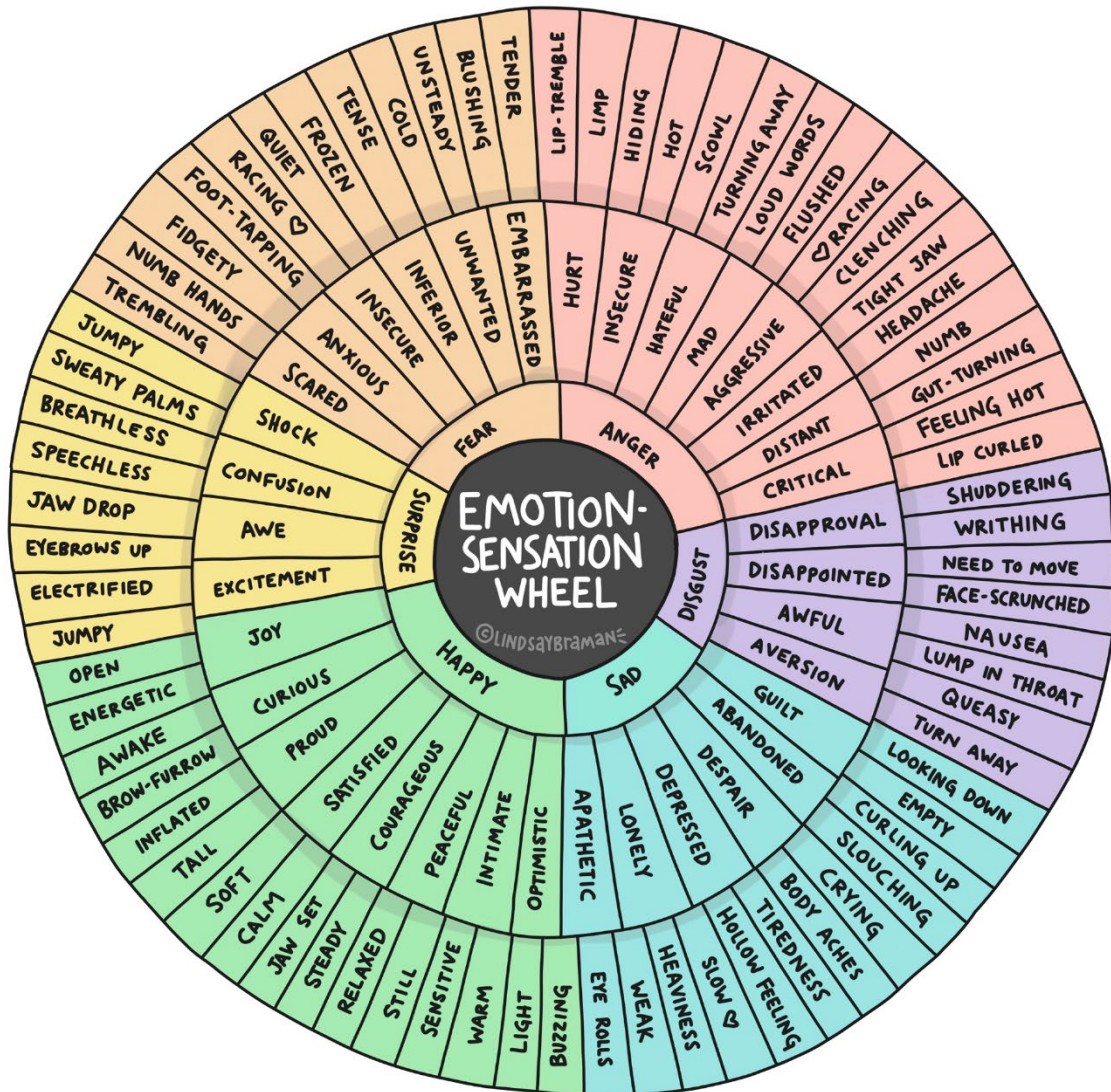 EMOTION-
SENSATION
WHEEL
©LINDSAYBRAMAN
FEAR
ANGER
DISGUST
SAD
HAPPY
SURPRISE
SCARED
ANXIOUS
INSECURE
INFERIOR
UNWANTED
EMBARRASSED
HURT
INSECURE
HATEFUL
MAD
AGGRESSIVE
IRRITATED
DISTANT
CRITICAL
DISAPPROVAL
DISAPPOINTED
AWFUL
AVERSION
GUILT
ABANDONED
DESPAIR
DEPRESSED
LONELY
APATHETIC
OPTIMISTIC
INTIMATE
PEACEFUL
COURAGEOUS
SATISFIED
PROUD
CURIOUS
JOY
EXCITEMENT
AWE
CONFUSION
SHOCK
TREMBLING
NUMB HANDS
FIDGETY
FOOT-TAPPING
RACING ♡
QUIET
FROZEN
TENSE
COLD
UNSTEADY
BLUSHING
TENDER
LIP-TREMBLE
LIMP
HIDING
HOT
SCOWL
TURNING AWAY
LOUD WORDS
FLUSHED
♡ RACING
CLENCHING
TIGHT JAW
HEADACHE
NUMB
GUT-TURNING
FEELING HOT
LIP CURLED
SHUDDERING
WRITHING
NEED TO MOVE
FACE-SCRUNCHED
NAUSEA
LUMP IN THROAT
QUEASY
TURN AWAY
LOOKING DOWN
EMPTY
CURLING UP
SLOUCHING
CRYING
BODY ACHES
TIREDNESS
HOLLOW FEELING
SLOW ♡
HEAVINESS
WEAK
EYE ROLLS
BUZZING
LIGHT
WARM
SENSITIVE
STILL
RELAXED
STEADY
JAW SET
CALM
SOFT
TALL
INFLATED
BROW-FURROW
AWAKE
ENERGETIC
OPEN
JUMPY
ELECTRIFIED
EYEBROWS UP
JAW DROP
SPEECHLESS
BREATHLESS
SWEATY PALMS
JUMPY